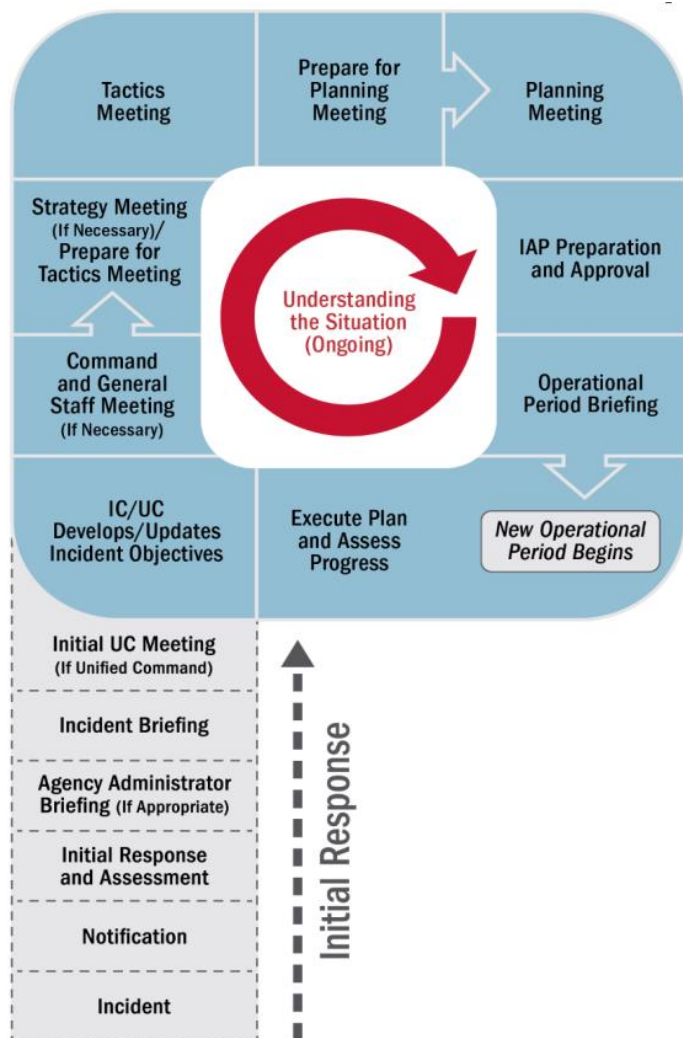 Tactics
Meeting
Prepare for
Planning
Meeting
Planning
Meeting
Strategy Meeting
(If Necessary)/
Prepare for
Tactics Meeting
Understanding
the Situation
(Ongoing)
IAP Preparation
and Approval
Command
and General
Staff Meeting
(If Necessary)
Operational
Period Briefing
IC/UC
Develops/Updates
Incident Objectives
Execute Plan
and Assess
Progress
New Operational
Period Begins
Initial UC Meeting
(If Unified Command)
Incident Briefing
Agency Administrator
Briefing (If Appropriate)
Initial Response
and Assessment
Notification
Incident
Initial Response